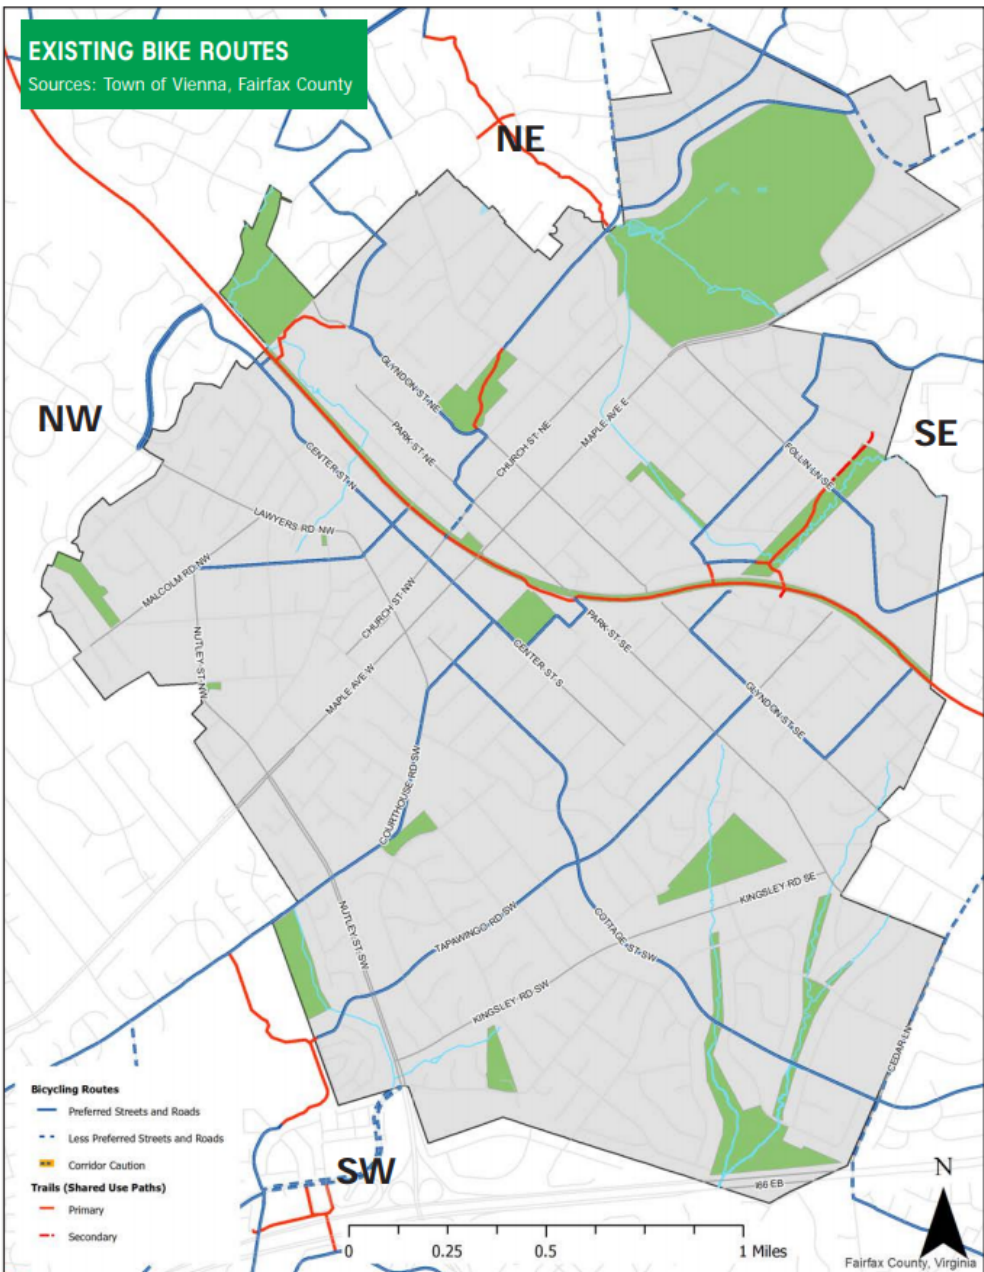 EXISTING BIKE ROUTES
Sources: Town of Vienna, Fairfax County
NE
NW
SE
GLYNDON ST NE
PARK ST NE
CHURCH ST NE
MAPLE AVE E
FOLLIN LN SE
CENTER ST N
LAWYERS RD NW
MALCOLM RD NW
CHURCH ST NW
NUTLEY ST NW
MAPLE AVE W
PARK ST SE
CENTER ST S
GLYNDON ST SE
COURTHOUSE RD SW
KINGSLEY RD SE
NUTLEY ST SW
TAPAWINGO RD SW
COTTAGE ST SW
KINGSLEY RD SW
CEDAR LN
I66 EB
SW
Bicycling Routes
Preferred Streets and Roads
Less Preferred Streets and Roads
Corridor Caution
Trails (Shared Use Paths)
Primary
Secondary
N
0 0.25 0.5 1 Miles
Fairfax County, Virginia